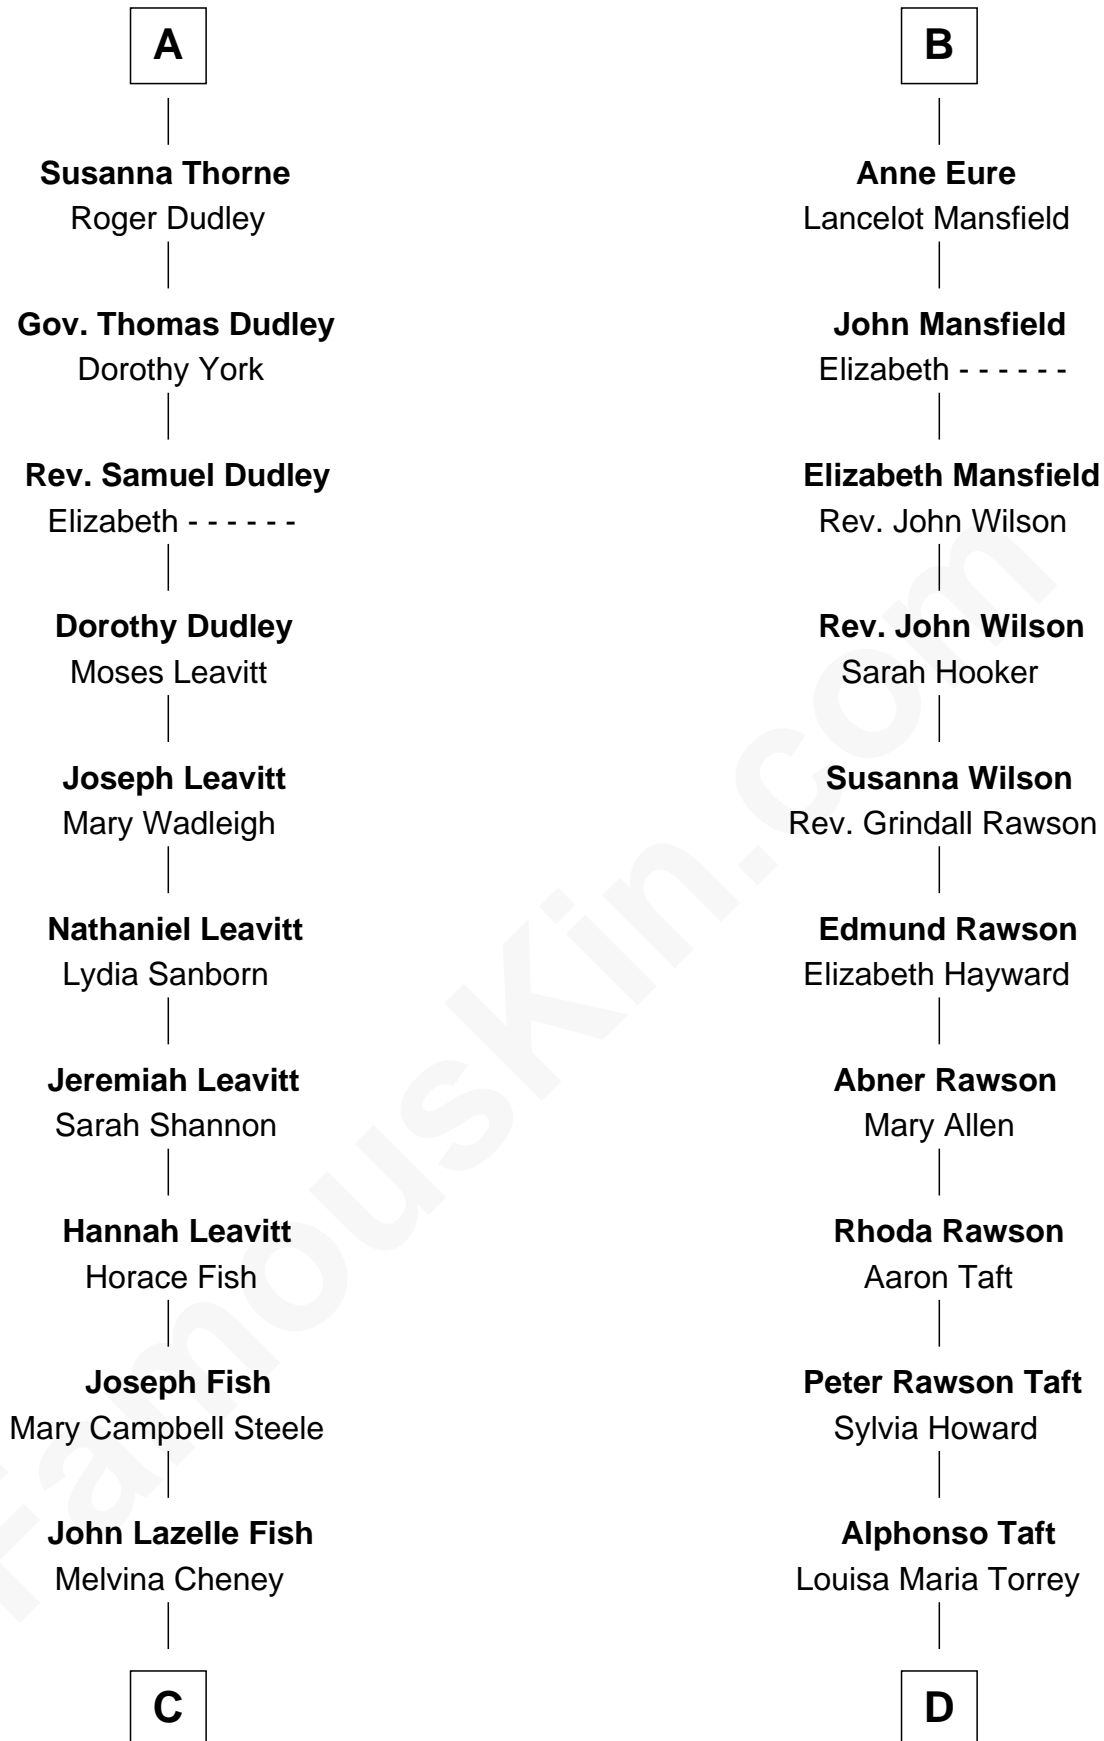 A
Susanna Thorne
Roger Dudley
Gov. Thomas Dudley
Dorothy York
Rev. Samuel Dudley
Elizabeth - - - - - -
Dorothy Dudley
Moses Leavitt
Joseph Leavitt
Mary Wadleigh
Nathaniel Leavitt
Lydia Sanborn
Jeremiah Leavitt
Sarah Shannon
Hannah Leavitt
Horace Fish
Joseph Fish
Mary Campbell Steele
John Lazelle Fish
Melvina Cheney
C
B
Anne Eure
Lancelot Mansfield
John Mansfield
Elizabeth - - - - - -
Elizabeth Mansfield
Rev. John Wilson
Rev. John Wilson
Sarah Hooker
Susanna Wilson
Rev. Grindall Rawson
Edmund Rawson
Elizabeth Hayward
Abner Rawson
Mary Allen
Rhoda Rawson
Aaron Taft
Peter Rawson Taft
Sylvia Howard
Alphonso Taft
Louisa Maria Torrey
D
FamousKin.com